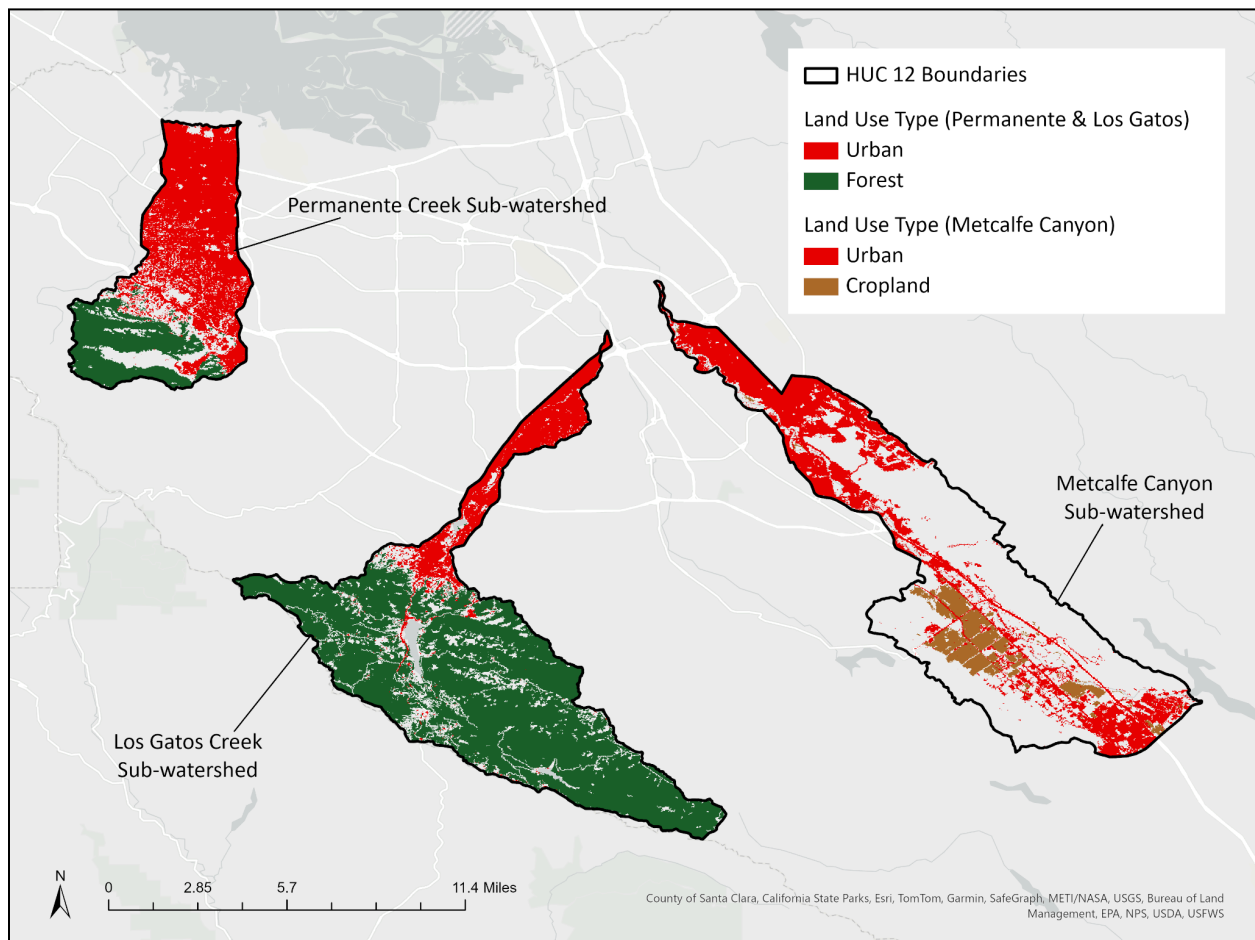 HUC 12 Boundaries
Land Use Type (Permanente & Los Gatos)
Urban
Forest
Land Use Type (Metcalfe Canyon)
Urban
Cropland
Permanente Creek Sub-watershed
Metcalfe Canyon
Sub-watershed
Los Gatos Creek
Sub-watershed
N
0 2.85 5.7 11.4 Miles
County of Santa Clara, California State Parks, Esri, TomTom, Garmin, SafeGraph, METI/NASA, USGS, Bureau of Land
Management, EPA, NPS, USDA, USFWS